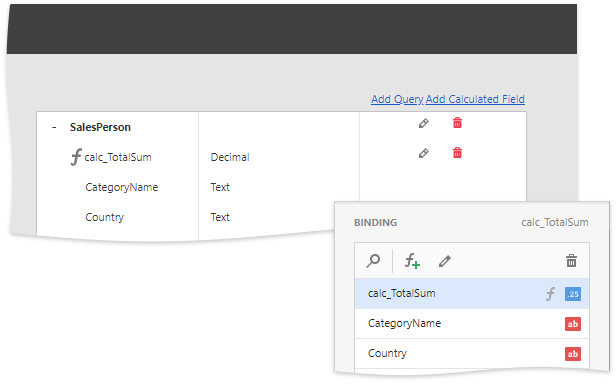 Add Query Add Calculated Field
- SalesPerson
f calc_TotalSum Decimal
CategoryName Text
Country Text
BINDING calc_TotalSum
f+
calc_TotalSum f .25
CategoryName ab
Country ab